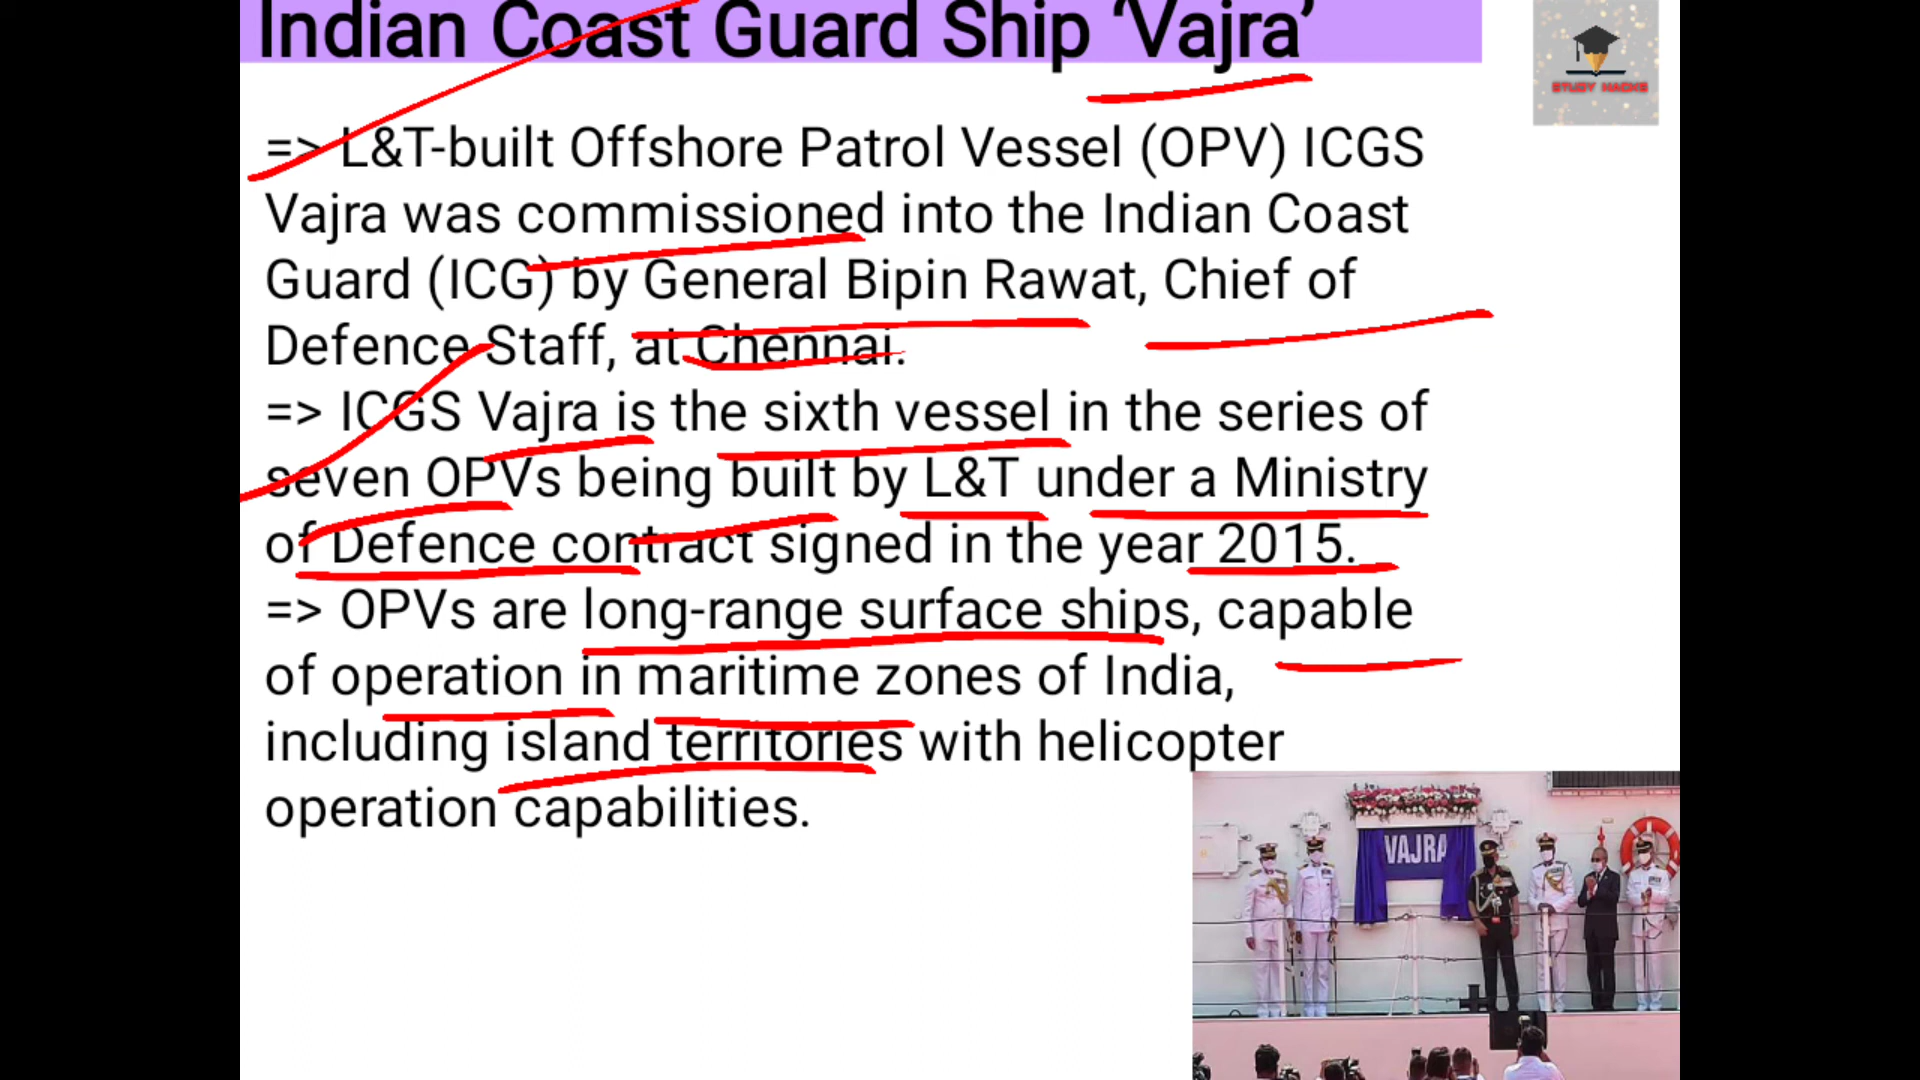 Indian Coast Guard Ship ‘Vajra’
STUDY HACKS
=> L&T-built Offshore Patrol Vessel (OPV) ICGS
Vajra was commissioned into the Indian Coast
Guard (ICG) by General Bipin Rawat, Chief of
Defence Staff, at Chennai.
=> ICGS Vajra is the sixth vessel in the series of
seven OPVs being built by L&T under a Ministry
of Defence contract signed in the year 2015.
=> OPVs are long-range surface ships, capable
of operation in maritime zones of India,
including island territories with helicopter
operation capabilities.
VAJRA